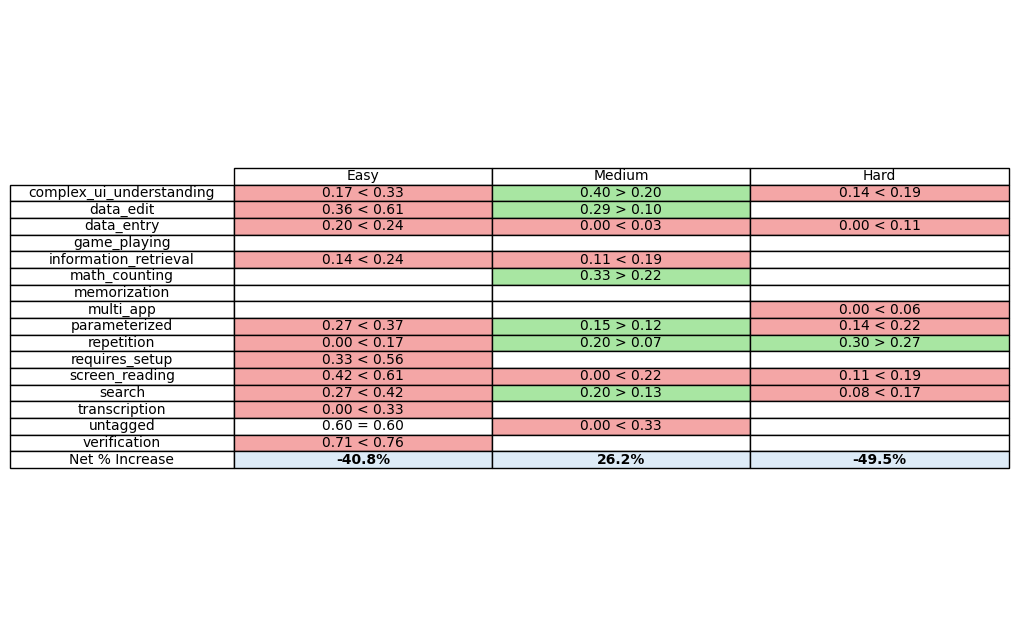 Easy Medium Hard
complex_ui_understanding 0.17 < 0.33 0.40 > 0.20 0.14 < 0.19
data_edit 0.36 < 0.61 0.29 > 0.10
data_entry 0.20 < 0.24 0.00 < 0.03 0.00 < 0.11
game_playing
information_retrieval 0.14 < 0.24 0.11 < 0.19
math_counting 0.33 > 0.22
memorization
multi_app 0.00 < 0.06
parameterized 0.27 < 0.37 0.15 > 0.12 0.14 < 0.22
repetition 0.00 < 0.17 0.20 > 0.07 0.30 > 0.27
requires_setup 0.33 < 0.56
screen_reading 0.42 < 0.61 0.00 < 0.22 0.11 < 0.19
search 0.27 < 0.42 0.20 > 0.13 0.08 < 0.17
transcription 0.00 < 0.33
untagged 0.60 = 0.60 0.00 < 0.33
verification 0.71 < 0.76
Net % Increase -40.8% 26.2% -49.5%